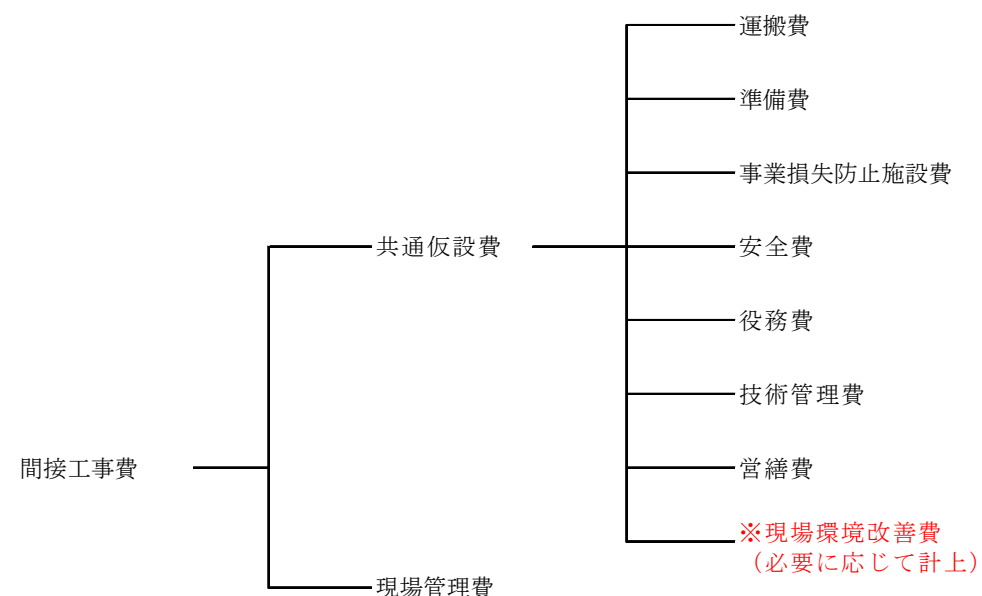 運搬費
準備費
事業損失防止施設費
共通仮設費
安全費
役務費
技術管理費
間接工事費
営繕費
※現場環境改善費
（必要に応じて計上）
現場管理費